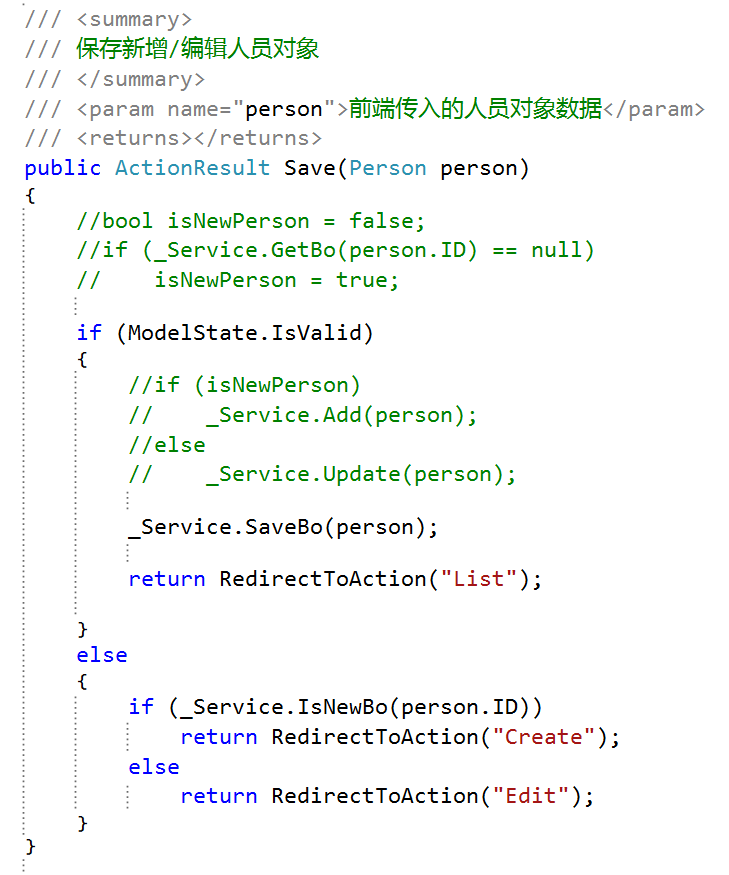 /// <summary>
/// 保存新增/编辑人员对象
/// </summary>
/// <param name="person">前端传入的人员对象数据</param>
/// <returns></returns>
public ActionResult Save(Person person)
{
    //bool isNewPerson = false;
    //if (_Service.GetBo(person.ID) == null)
    //    isNewPerson = true;
    if (ModelState.IsValid)
    {
        //if (isNewPerson)
        //    _Service.Add(person);
        //else
        //    _Service.Update(person);
        _Service.SaveBo(person);
        return RedirectToAction("List");
    }
    else
    {
        if (_Service.IsNewBo(person.ID))
            return RedirectToAction("Create");
        else
            return RedirectToAction("Edit");
    }
}